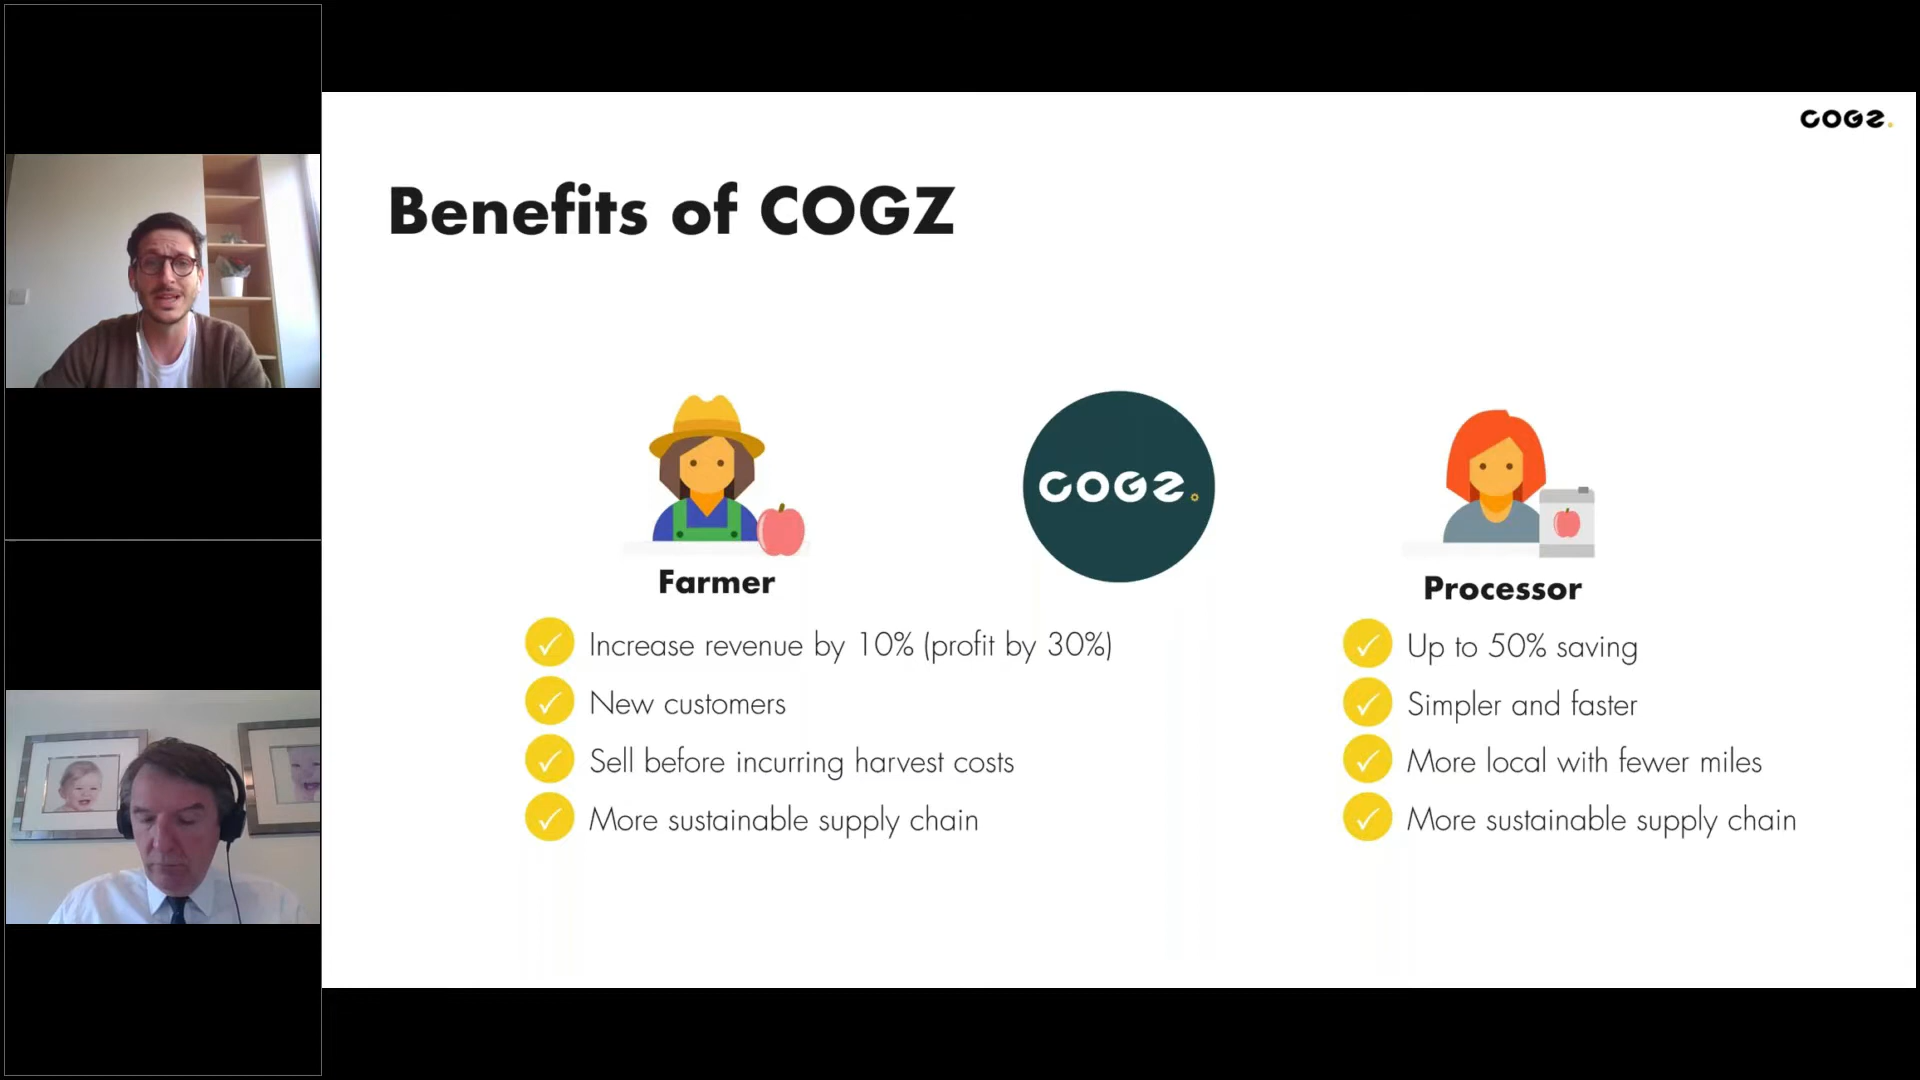 COGZ.
Benefits of COGZ
COGZ.
Farmer
Increase revenue by 10% (profit by 30%)
New customers
Sell before incurring harvest costs
More sustainable supply chain
Processor
Up to 50% saving
Simpler and faster
More local with fewer miles
More sustainable supply chain